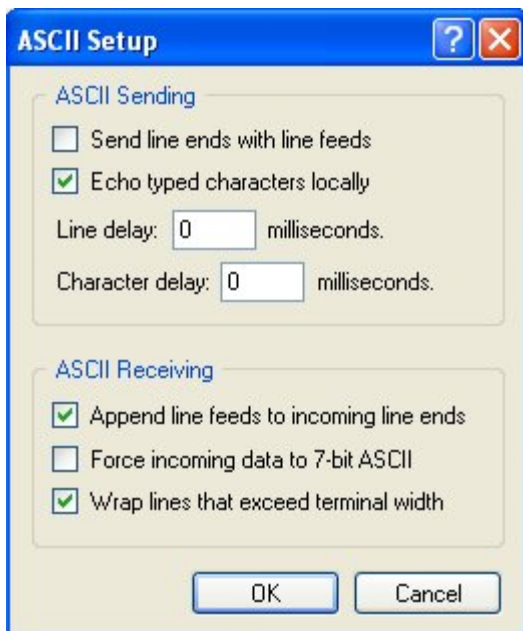 ASCII Setup
ASCII Sending
Send line ends with line feeds
Echo typed characters locally
Line delay: 0 milliseconds.
Character delay: 0 milliseconds.
ASCII Receiving
Append line feeds to incoming line ends
Force incoming data to 7-bit ASCII
Wrap lines that exceed terminal width
OK Cancel